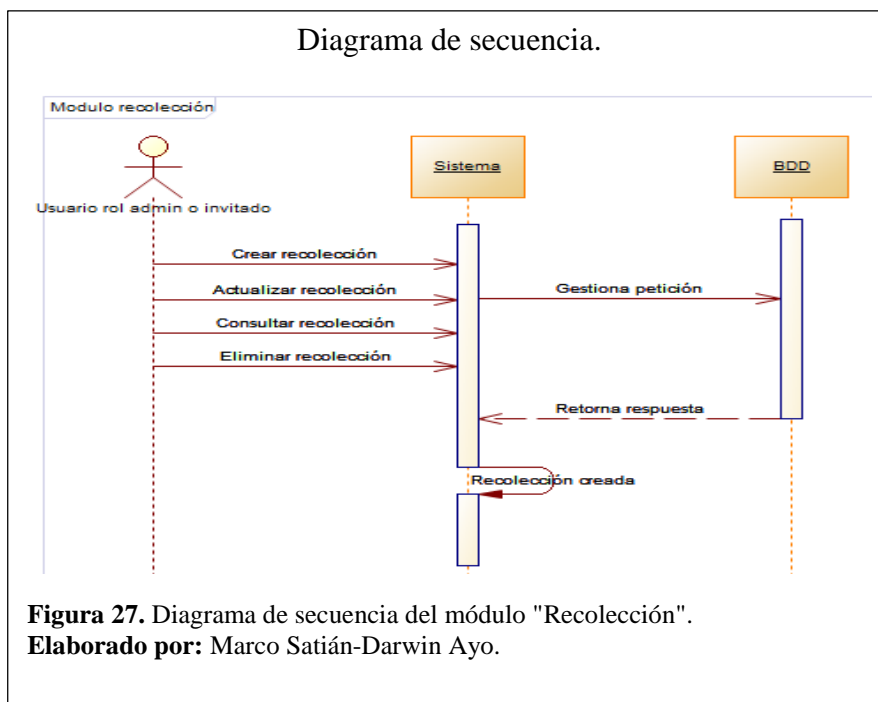 Diagrama de secuencia.
Modulo recolección
Sistema
BDD
Usuario rol admin o invitado
Crear recolección
Actualizar recolección
Gestiona petición
Consultar recolección
Eliminar recolección
Retorna respuesta
Recolección creada
Figura 27. Diagrama de secuencia del módulo "Recolección".
Elaborado por: Marco Satián-Darwin Ayo.